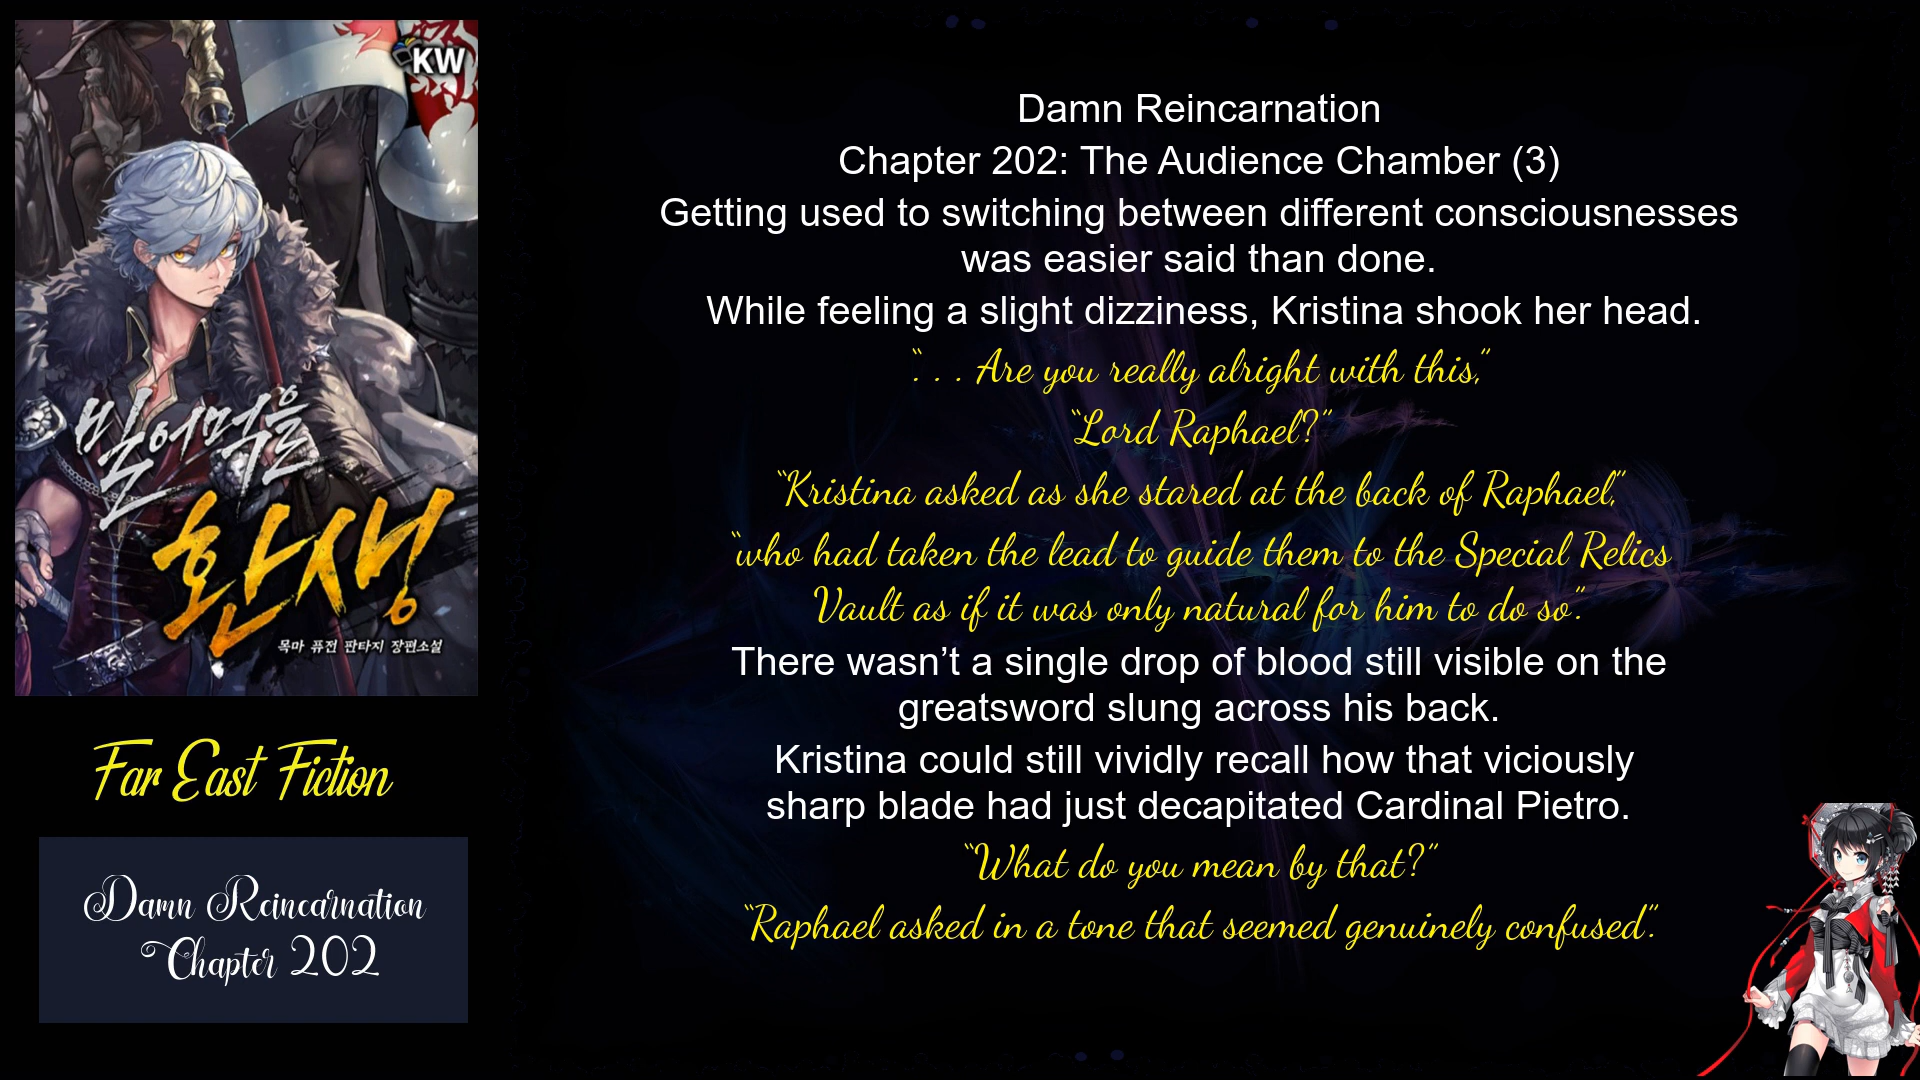 KW
빌어먹을
환생
목마 퓨전 판타지 장편소설
Far East Fiction
Damn Reincarnation
Chapter 202
Damn Reincarnation
Chapter 202: The Audience Chamber (3)
Getting used to switching between different consciousnesses
was easier said than done.
While feeling a slight dizziness, Kristina shook her head.
“. . . Are you really alright with this,”
“Lord Raphael?”
“Kristina asked as she stared at the back of Raphael,”
“who had taken the lead to guide them to the Special Relics
Vault as if it was only natural for him to do so”.
There wasn’t a single drop of blood still visible on the
greatsword slung across his back.
Kristina could still vividly recall how that viciously
sharp blade had just decapitated Cardinal Pietro.
“What do you mean by that?”
“Raphael asked in a tone that seemed genuinely confused”.